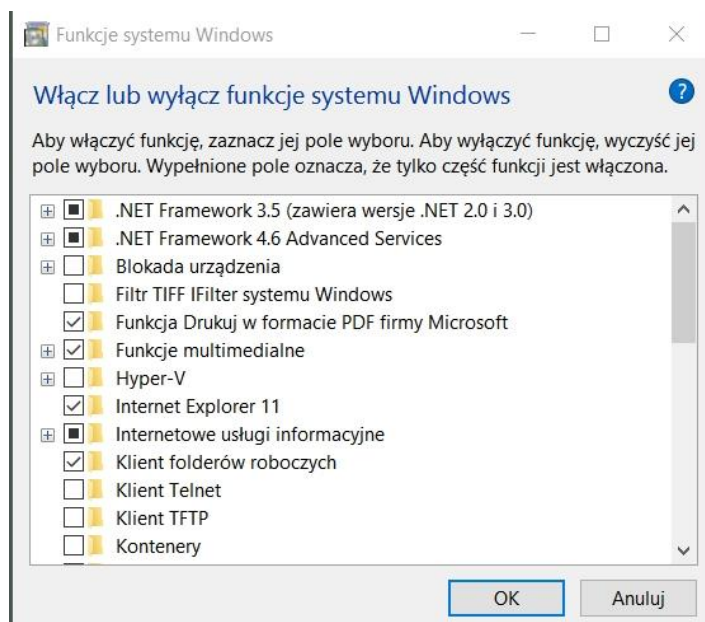 Funkcje systemu Windows
Włącz lub wyłącz funkcje systemu Windows
?
Aby włączyć funkcję, zaznacz jej pole wyboru. Aby wyłączyć funkcję, wyczyść jej
pole wyboru. Wypełnione pole oznacza, że tylko część funkcji jest włączona.
.NET Framework 3.5 (zawiera wersje .NET 2.0 i 3.0)
.NET Framework 4.6 Advanced Services
Blokada urządzenia
Filtr TIFF IFilter systemu Windows
Funkcja Drukuj w formacie PDF firmy Microsoft
Funkcje multimedialne
Hyper-V
Internet Explorer 11
Internetowe usługi informacyjne
Klient folderów roboczych
Klient Telnet
Klient TFTP
Kontenery
OK Anuluj